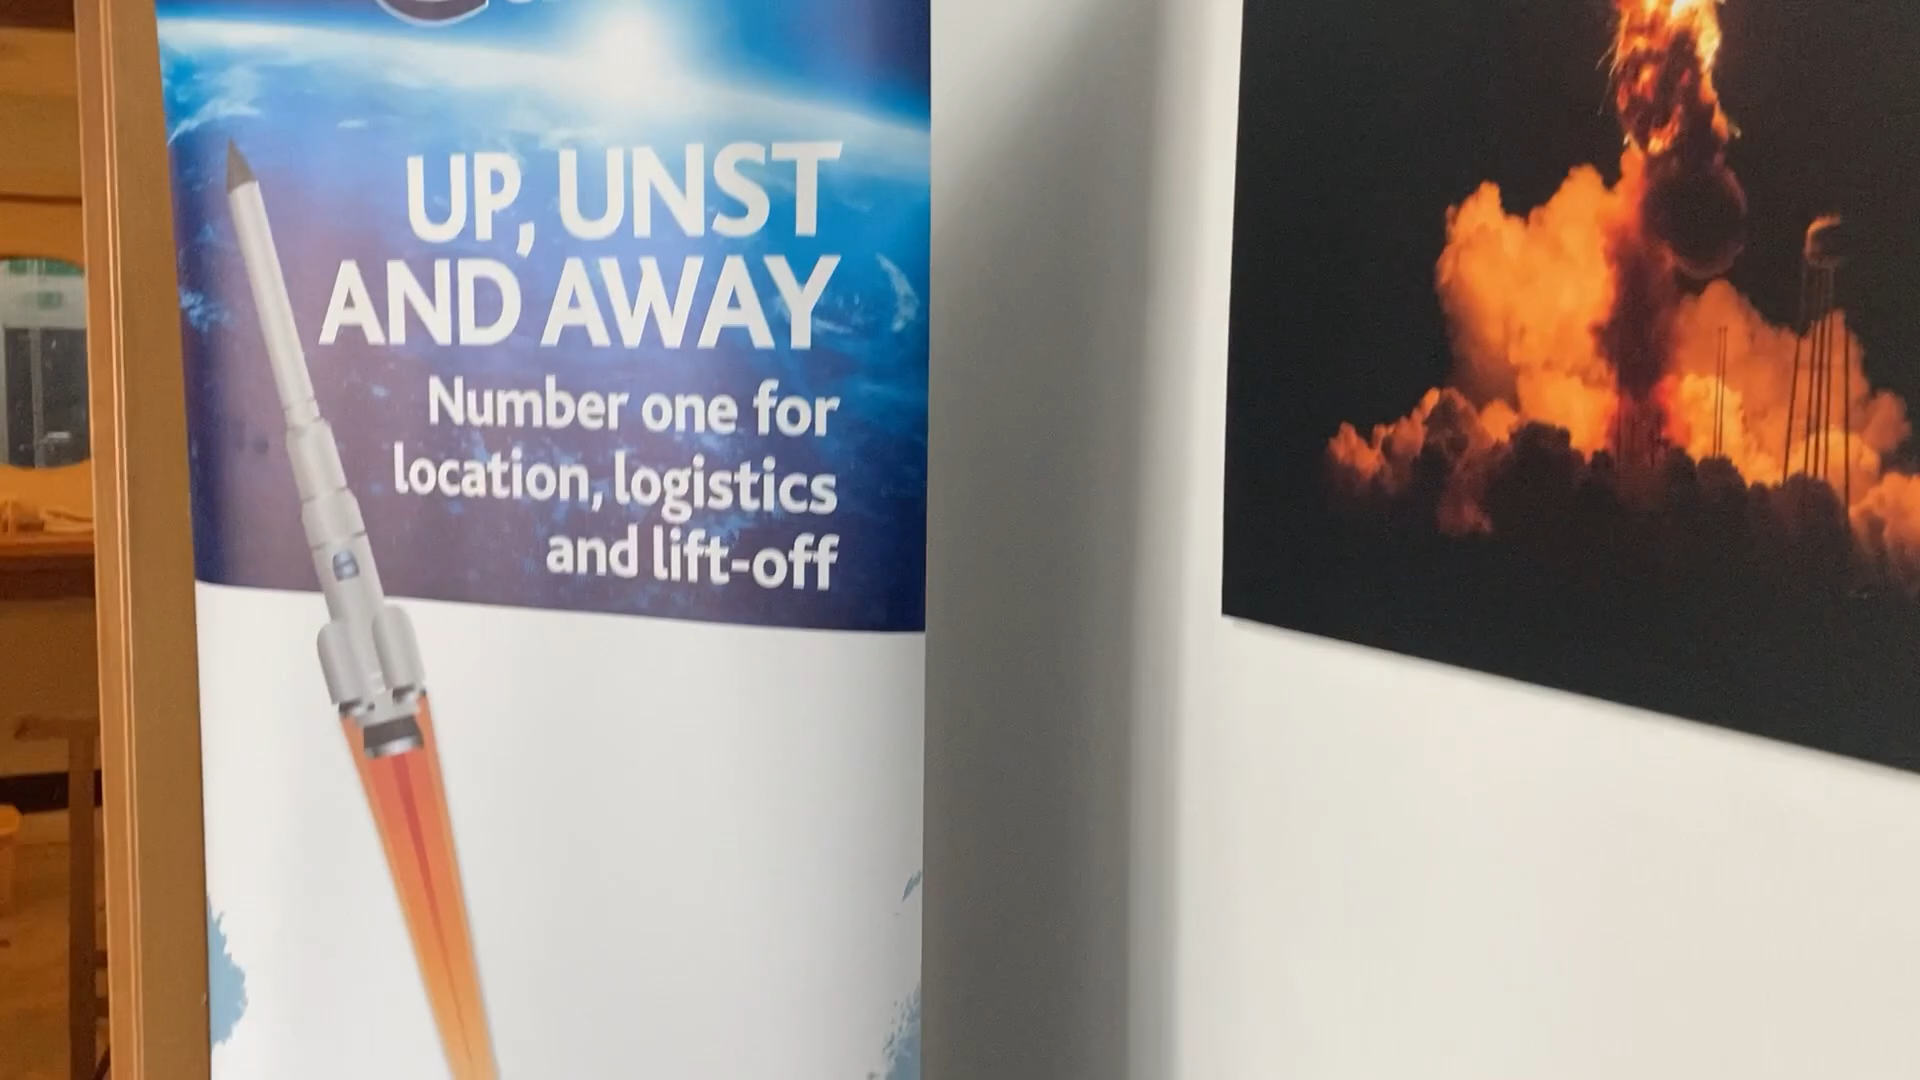 UP, UNST
AND AWAY
Number one for
location, logistics
and lift-off